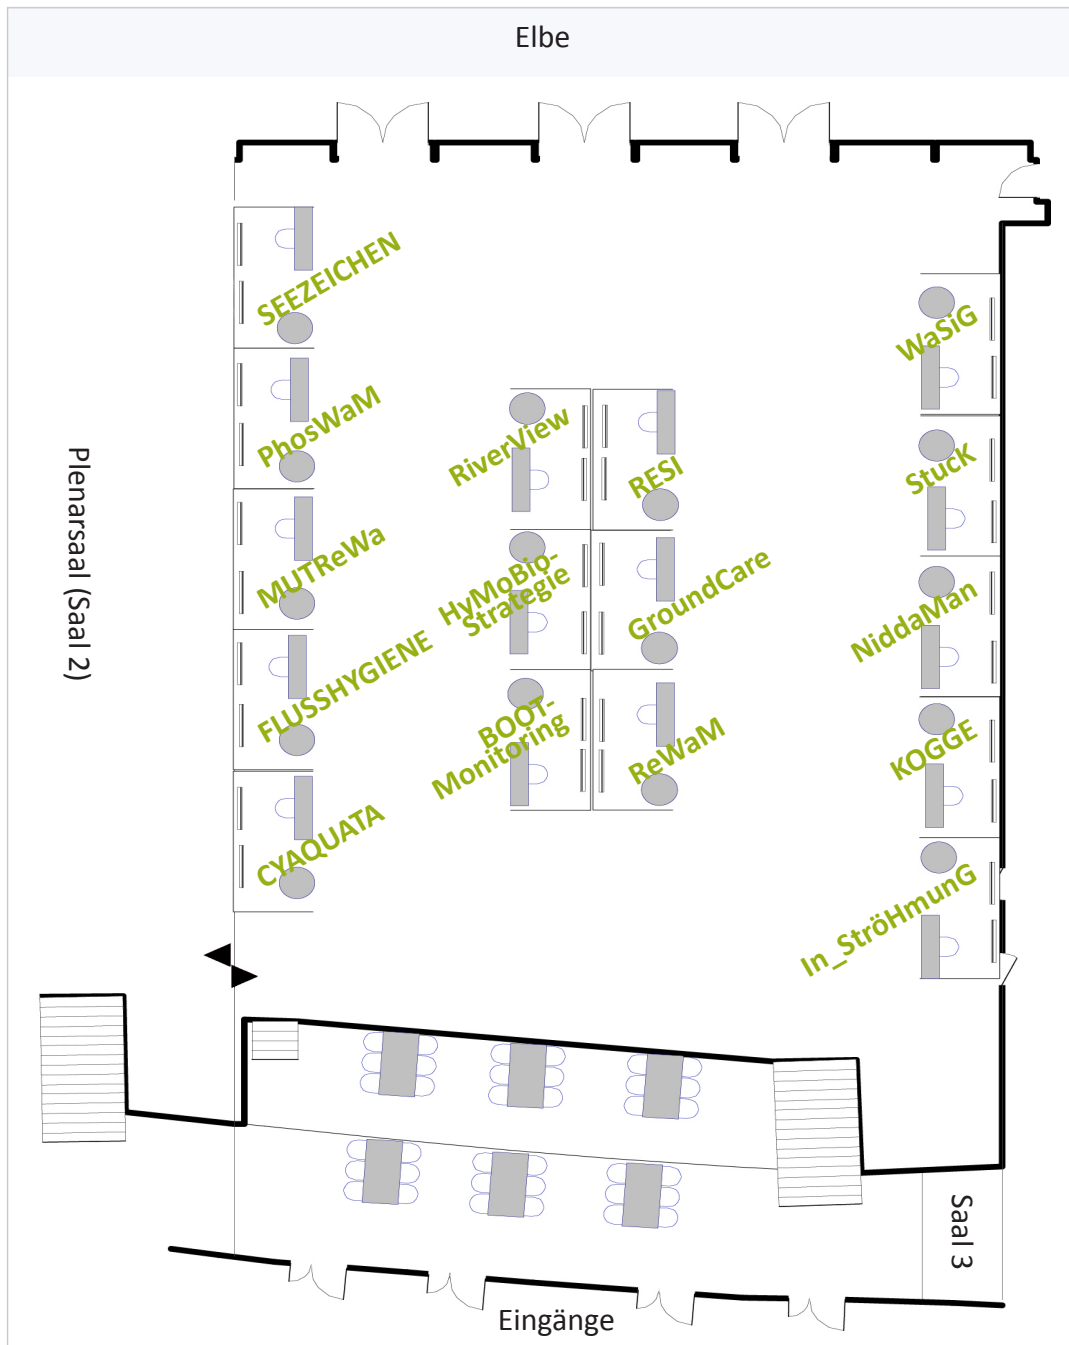 Elbe
SEEZEICHEN
PhosWaM
MUTReWa
FLUSSHYGIENE
CYAQUATA
Plenarsaal (Saal 2)
RiverView
HyMoBio-
Strategie
BOOT-
Monitoring
RESI
GroundCare
ReWaM
WaSiG
StucK
NiddaMan
KOGGE
In_StröHmunG
Saal 3
Eingänge